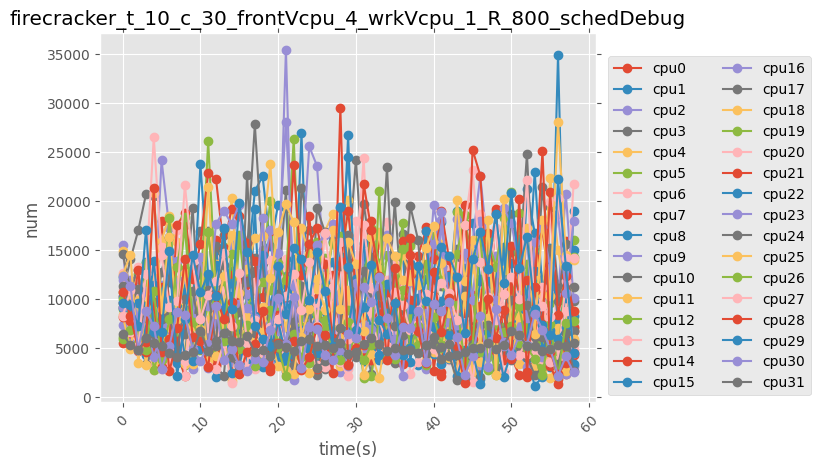 firecracker_t_10_c_30_frontVcpu_4_wrkVcpu_1_R_800_schedDebug
num
35000
30000
25000
20000
15000
10000
5000
0
0
10
20
30
40
50
60
time(s)
cpu0
cpu1
cpu2
cpu3
cpu4
cpu5
cpu6
cpu7
cpu8
cpu9
cpu10
cpu11
cpu12
cpu13
cpu14
cpu15
cpu16
cpu17
cpu18
cpu19
cpu20
cpu21
cpu22
cpu23
cpu24
cpu25
cpu26
cpu27
cpu28
cpu29
cpu30
cpu31